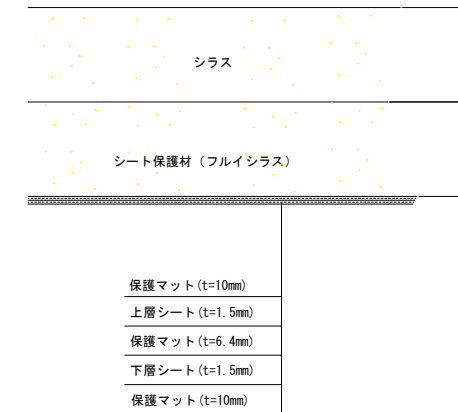 シラス
シート保護材（フルイシラス）
保護マット(t=10mm)
上層シート(t=1.5mm)
保護マット(t=6.4mm)
下層シート(t=1.5mm)
保護マット(t=10mm)